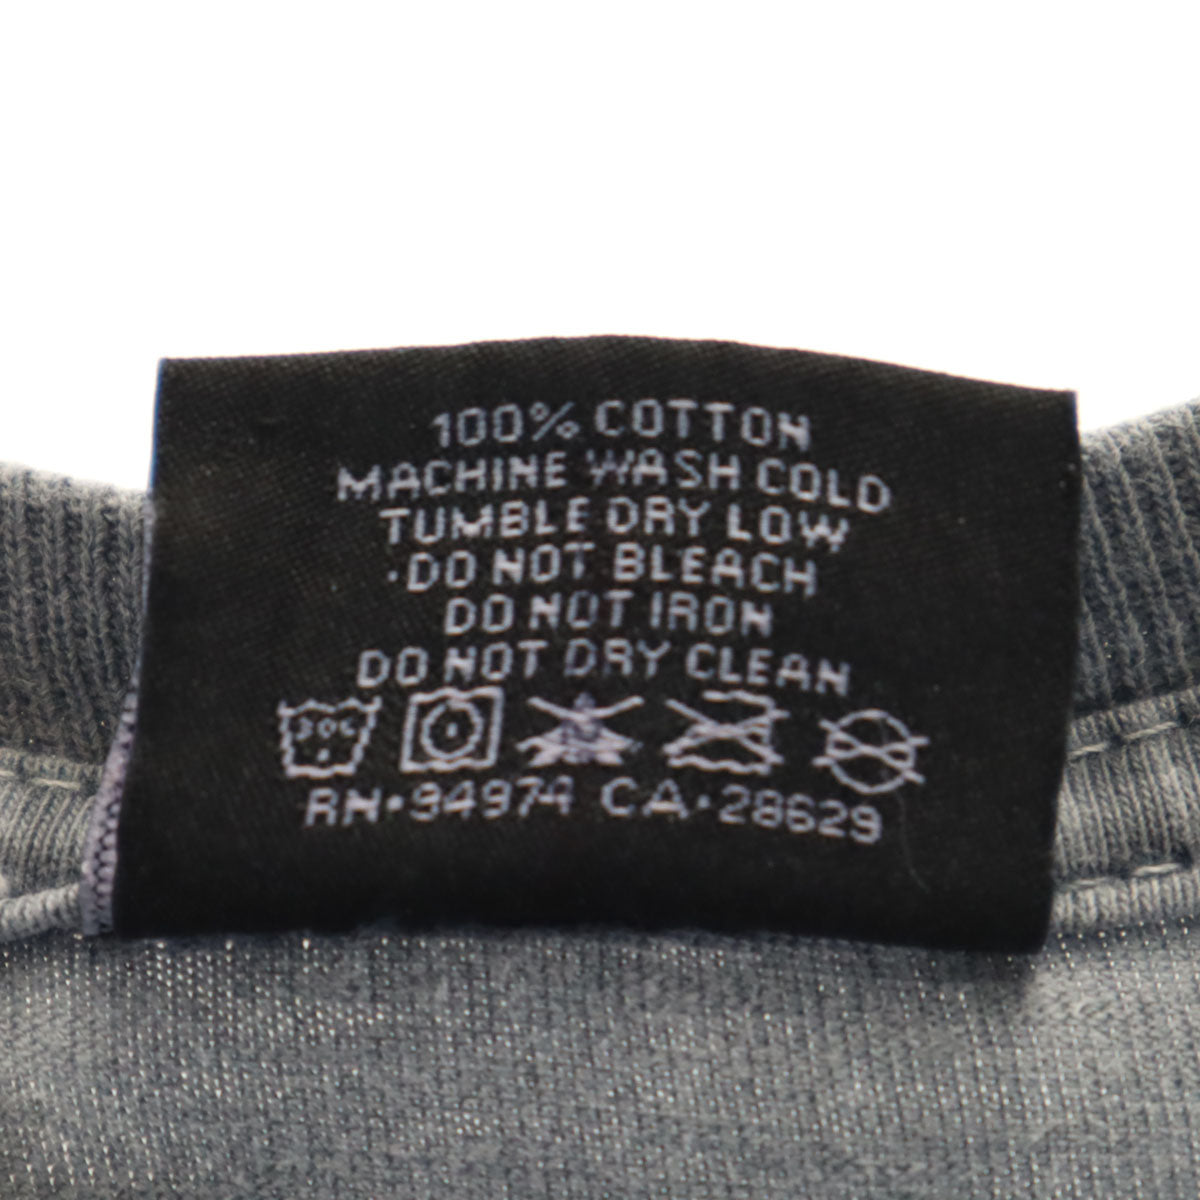 100% COTTON
MACHINE WASH COLD
TUMBLE DRY LOW
·DO NOT BLEACH
DO NOT IRON
DO NOT DRY CLEAN
30C
RN·94974 CA·28629